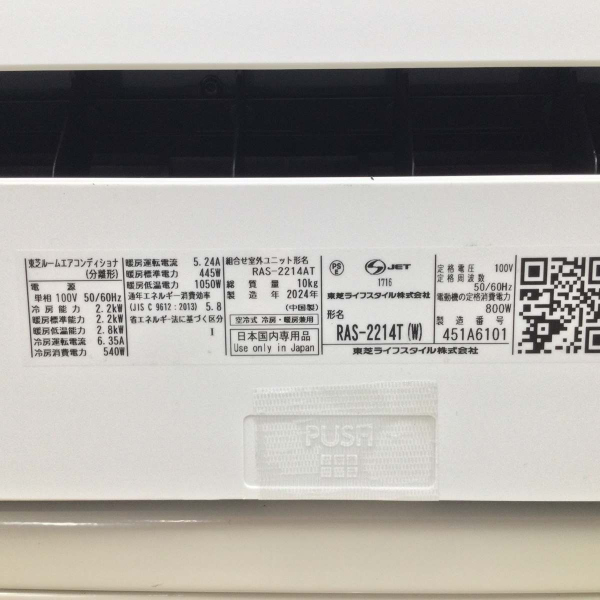 東芝ルームエアコンディショナ
(分離形)
電源
単相 100V 50/60Hz
冷房能力 2.2kW
暖房標準能力 2.2kW
暖房低温能力 2.8kW
冷房運転電流 6.35A
冷房消費電力 540W
暖房運転電流 5.24A
暖房標準電力 445W
暖房低温電力 1050W
通年エネルギー消費効率
(JIS C 9612:2013) 5.8
省エネルギー法に基づく区分
I
組合せ室外ユニット形名
RAS-2214AT
総質量 10kg
製造年 2024年
(中国製)
空冷式 冷房・暖房兼用
日本国内専用品
Use only in Japan
PS
E
JET
1716
東芝ライフスタイル株式会社
形名
RAS-2214T(W)
東芝ライフスタイル株式会社
定格電圧 100V
定格周波数
50/60Hz
電動機の定格消費電力
800W
製造番号
451A6101
PUSH